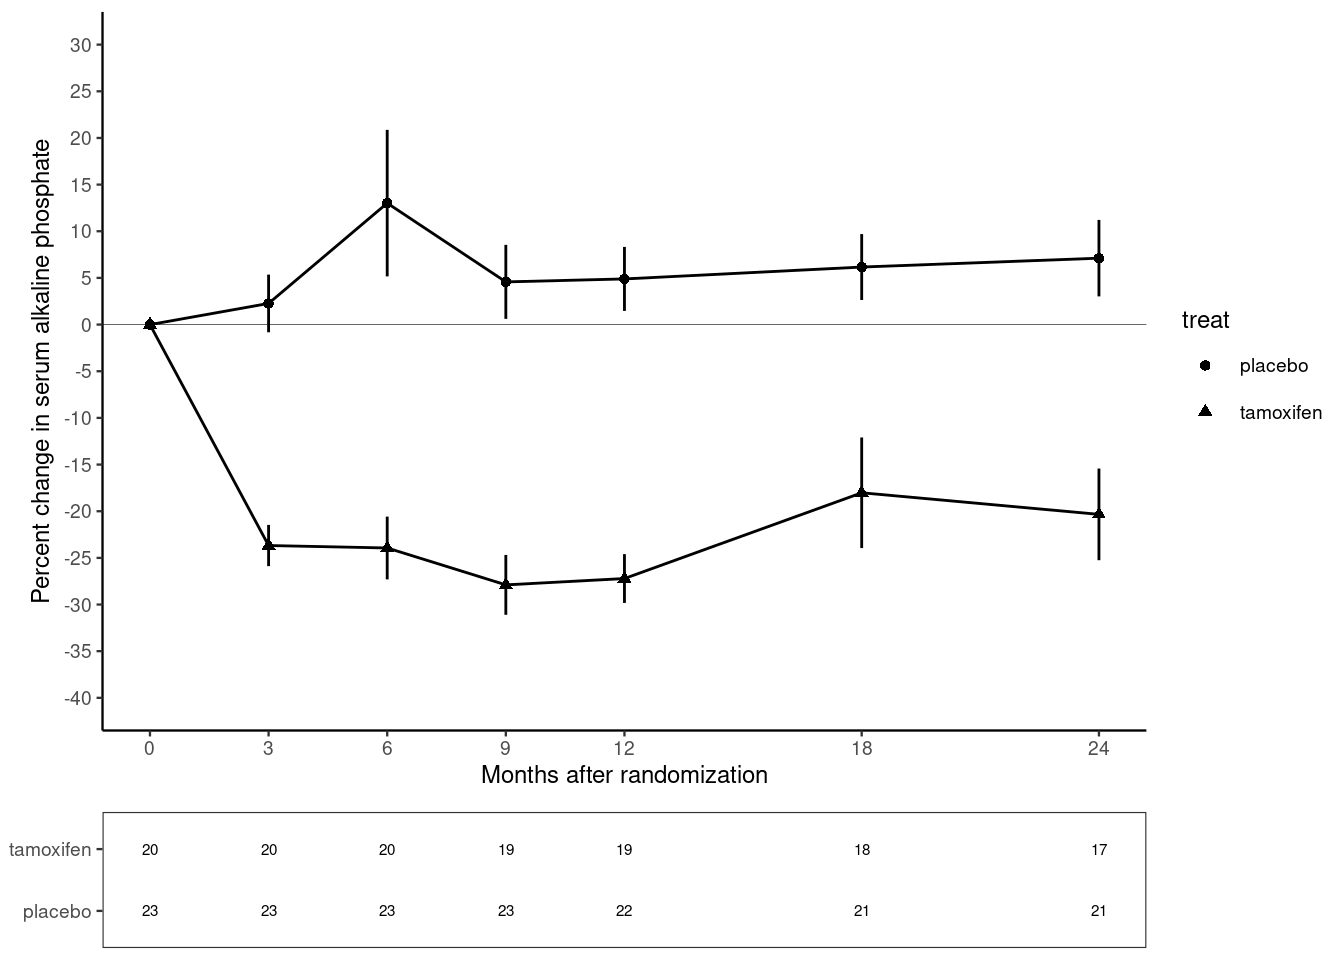 Percent change in serum alkaline phosphate
30
25
20
15
10
5
0
-5
-10
-15
-20
-25
-30
-35
-40
0 3 6 9 12 18 24
Months after randomization
treat
placebo
tamoxifen
tamoxifen 20 20 20 19 19 18 17
placebo 23 23 23 23 22 21 21